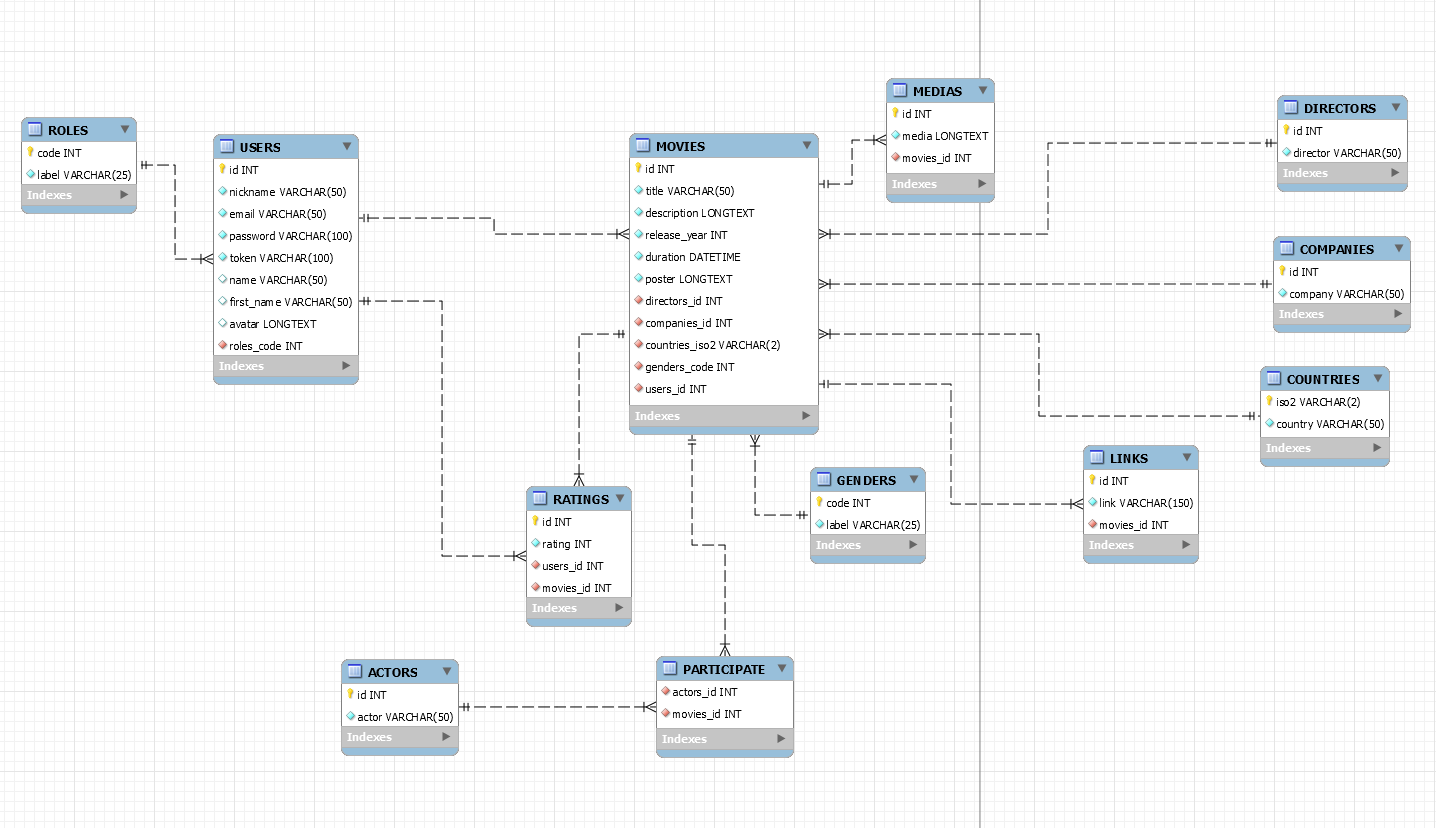 ROLES
code INT
label VARCHAR(25)
Indexes
USERS
id INT
nickname VARCHAR(50)
email VARCHAR(50)
password VARCHAR(100)
token VARCHAR(100)
name VARCHAR(50)
first_name VARCHAR(50)
avatar LONGTEXT
roles_code INT
Indexes
MOVIES
id INT
title VARCHAR(50)
description LONGTEXT
release_year INT
duration DATETIME
poster LONGTEXT
directors_id INT
companies_id INT
countries_iso2 VARCHAR(2)
genders_code INT
users_id INT
Indexes
MEDIAS
id INT
media LONGTEXT
movies_id INT
Indexes
DIRECTORS
id INT
director VARCHAR(50)
Indexes
COMPANIES
id INT
company VARCHAR(50)
Indexes
COUNTRIES
iso2 VARCHAR(2)
country VARCHAR(50)
Indexes
LINKS
id INT
link VARCHAR(150)
movies_id INT
Indexes
GENDERS
code INT
label VARCHAR(25)
Indexes
RATINGS
id INT
rating INT
users_id INT
movies_id INT
Indexes
ACTORS
id INT
actor VARCHAR(50)
Indexes
PARTICIPATE
actors_id INT
movies_id INT
Indexes